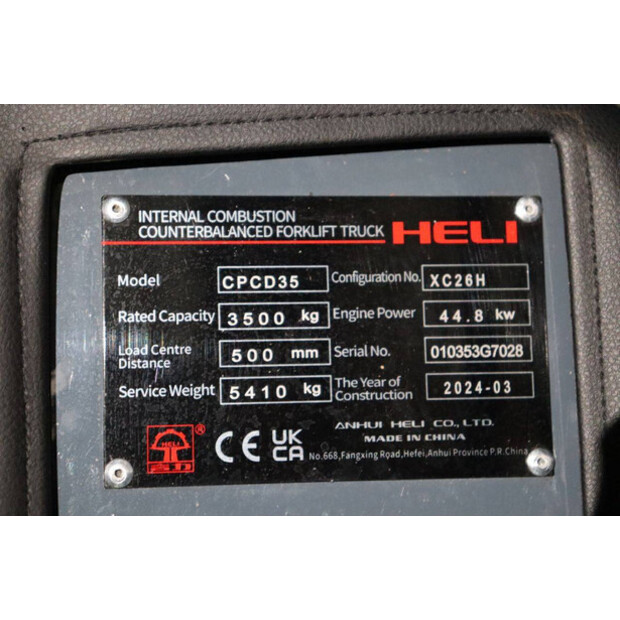 INTERNAL COMBUSTION
COUNTERBALANCED FORKLIFT TRUCK HELI
Model CPCD35 Configuration No. XC26H
Rated Capacity 3500 kg Engine Power 44.8 kw
Load Centre Distance 500 mm Serial No. 010353G7028
Service Weight 5410 kg The Year of Construction 2024-03
HELI ® CE UK CA
ANHUI HELI CO., LTD.
MADE IN CHINA
No.668,Fangxing Road,Hefei,Anhui Province P.R.China